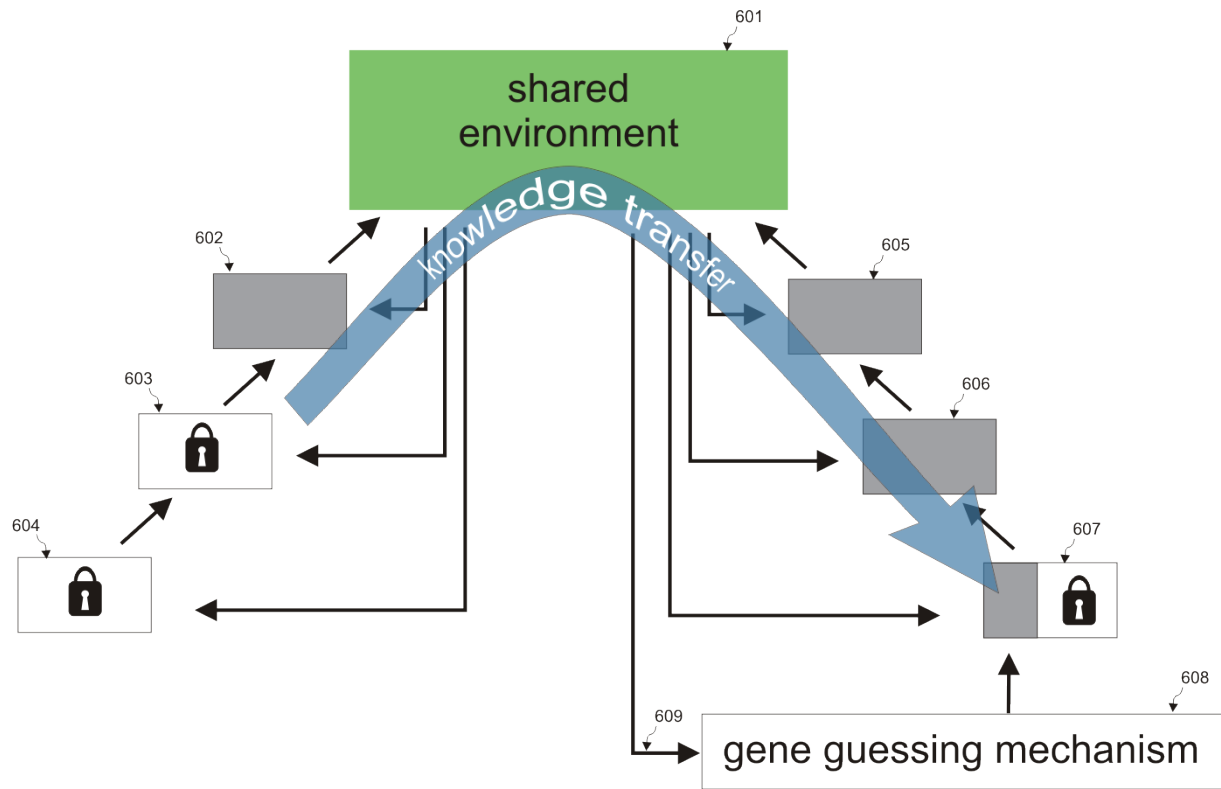 601
shared
environment
knowledge transfer
602
605
603
606
604
607
608
609
gene guessing mechanism